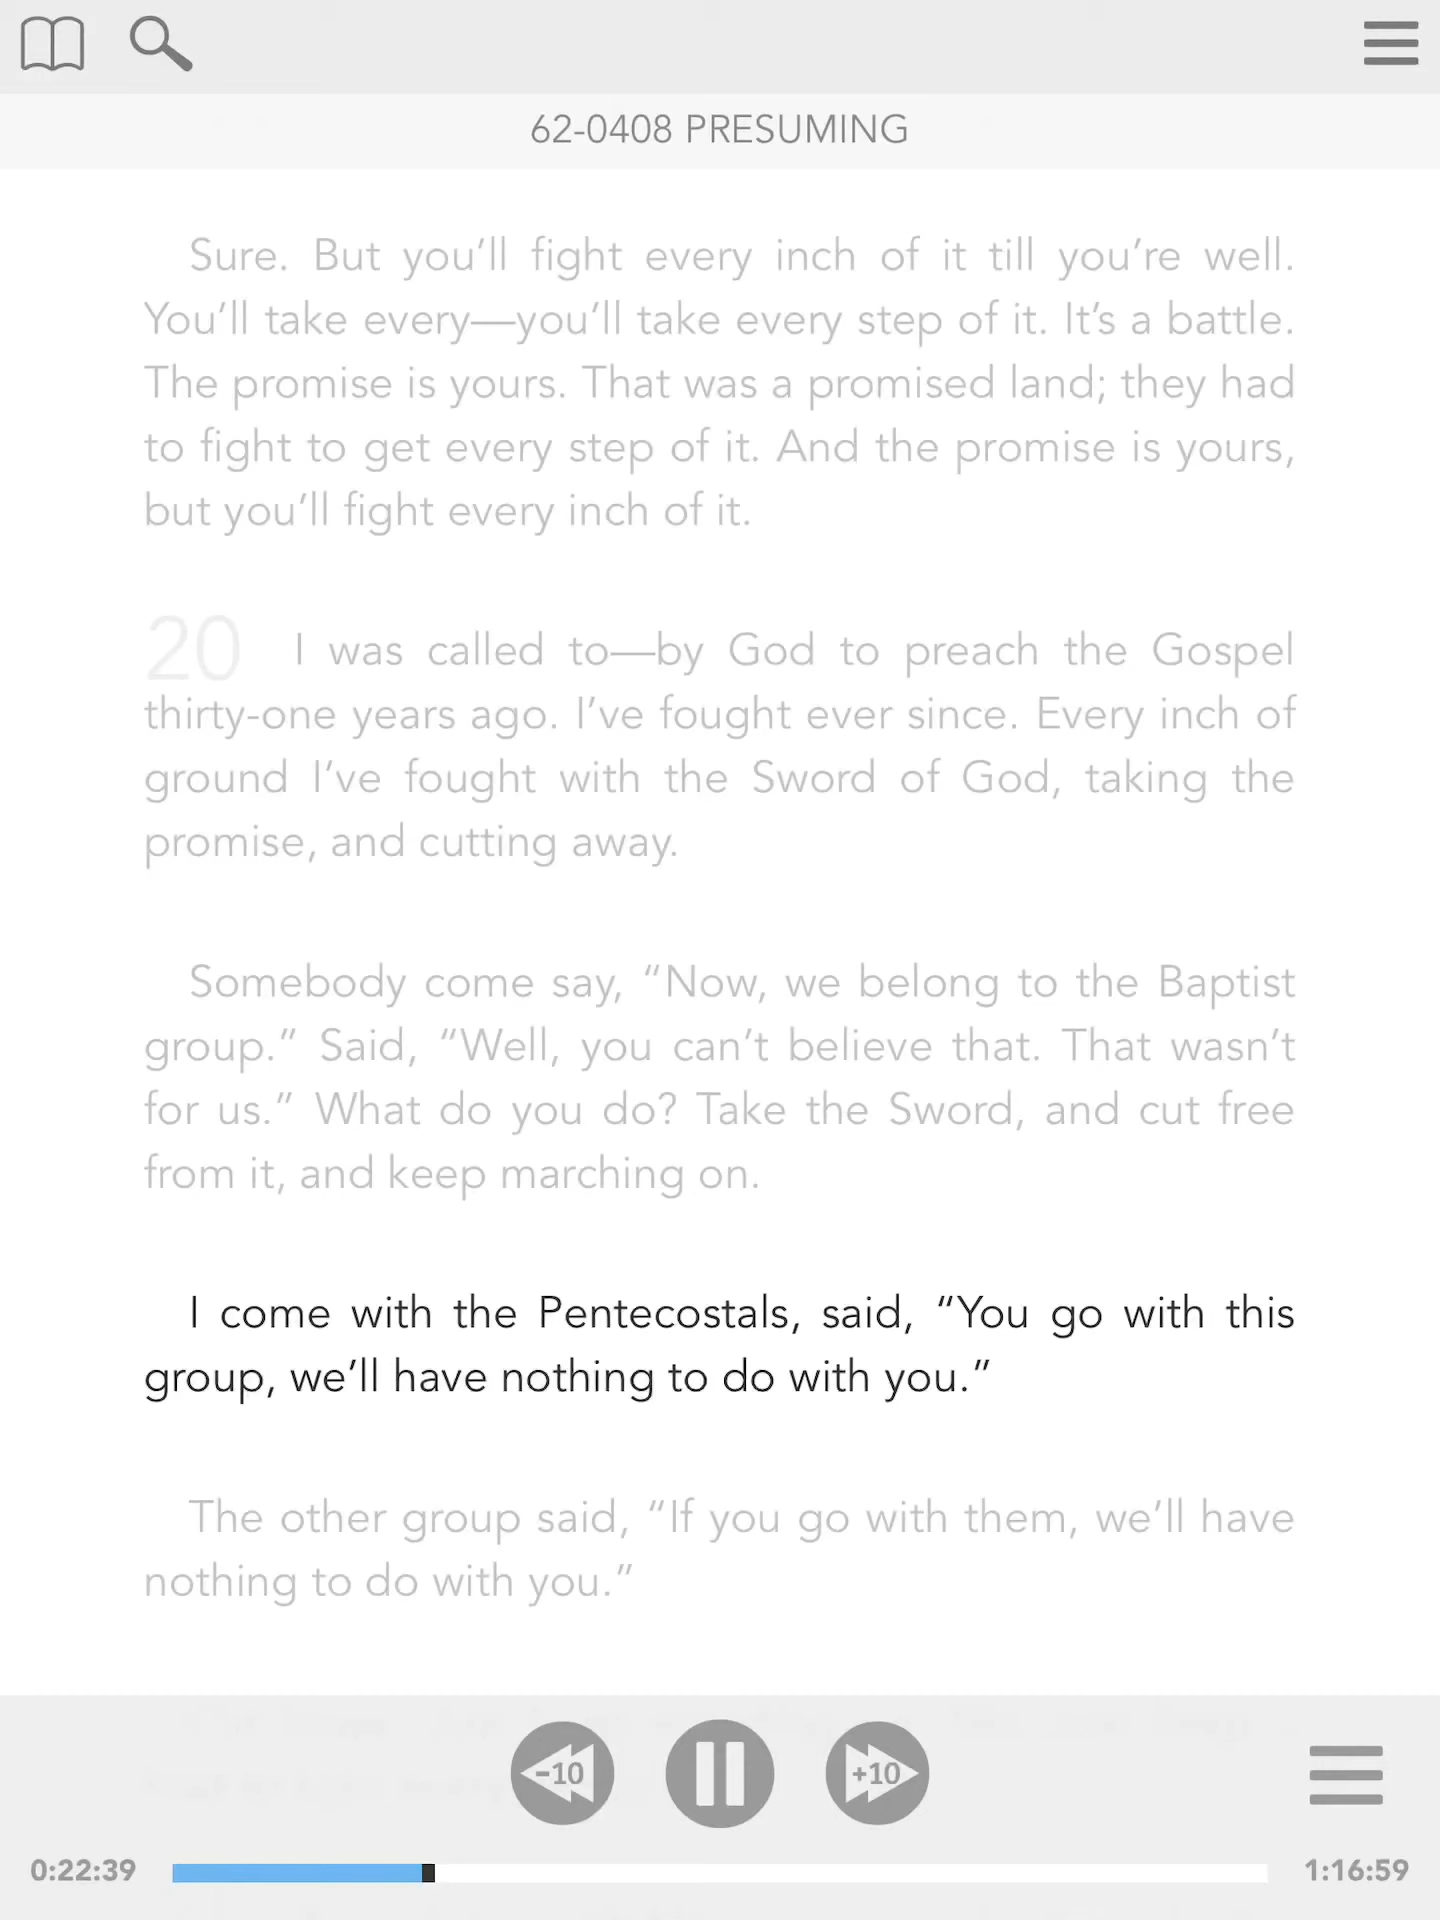 62-0408 PRESUMING
Sure. But you’ll fight every inch of it till you’re well.
You’ll take every—you’ll take every step of it. It’s a battle.
The promise is yours. That was a promised land; they had
to fight to get every step of it. And the promise is yours,
but you’ll fight every inch of it.
20 I was called to—by God to preach the Gospel
thirty-one years ago. I’ve fought ever since. Every inch of
ground I’ve fought with the Sword of God, taking the
promise, and cutting away.
Somebody come say, “Now, we belong to the Baptist
group.” Said, “Well, you can’t believe that. That wasn’t
for us.” What do you do? Take the Sword, and cut free
from it, and keep marching on.
I come with the Pentecostals, said, “You go with this
group, we’ll have nothing to do with you.”
The other group said, “If you go with them, we’ll have
nothing to do with you.”
-10 +10
0:22:39 1:16:59